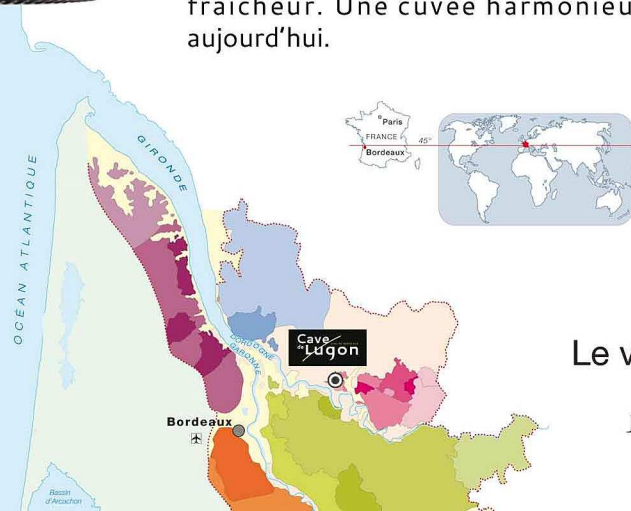 fraîcheur. Une cuvée harmonieu
aujourd'hui.
Paris
FRANCE
45°
Bordeaux
GIRONDE
OCÉAN ATLANTIQUE
DORDOGNE
GARONNE
Cave
de Lugon
Le v
Bordeaux
Bassin
d'Arcachon